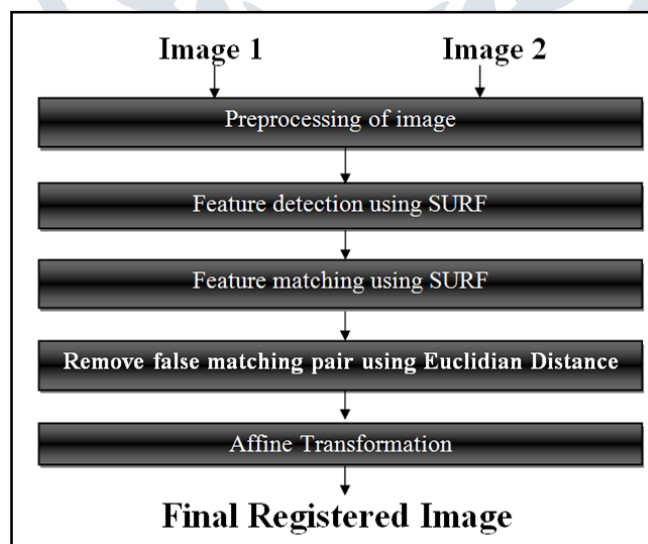 Image 1 Image 2
Preprocessing of image
Feature detection using SURF
Feature matching using SURF
Remove false matching pair using Euclidian Distance
Affine Transformation
Final Registered Image